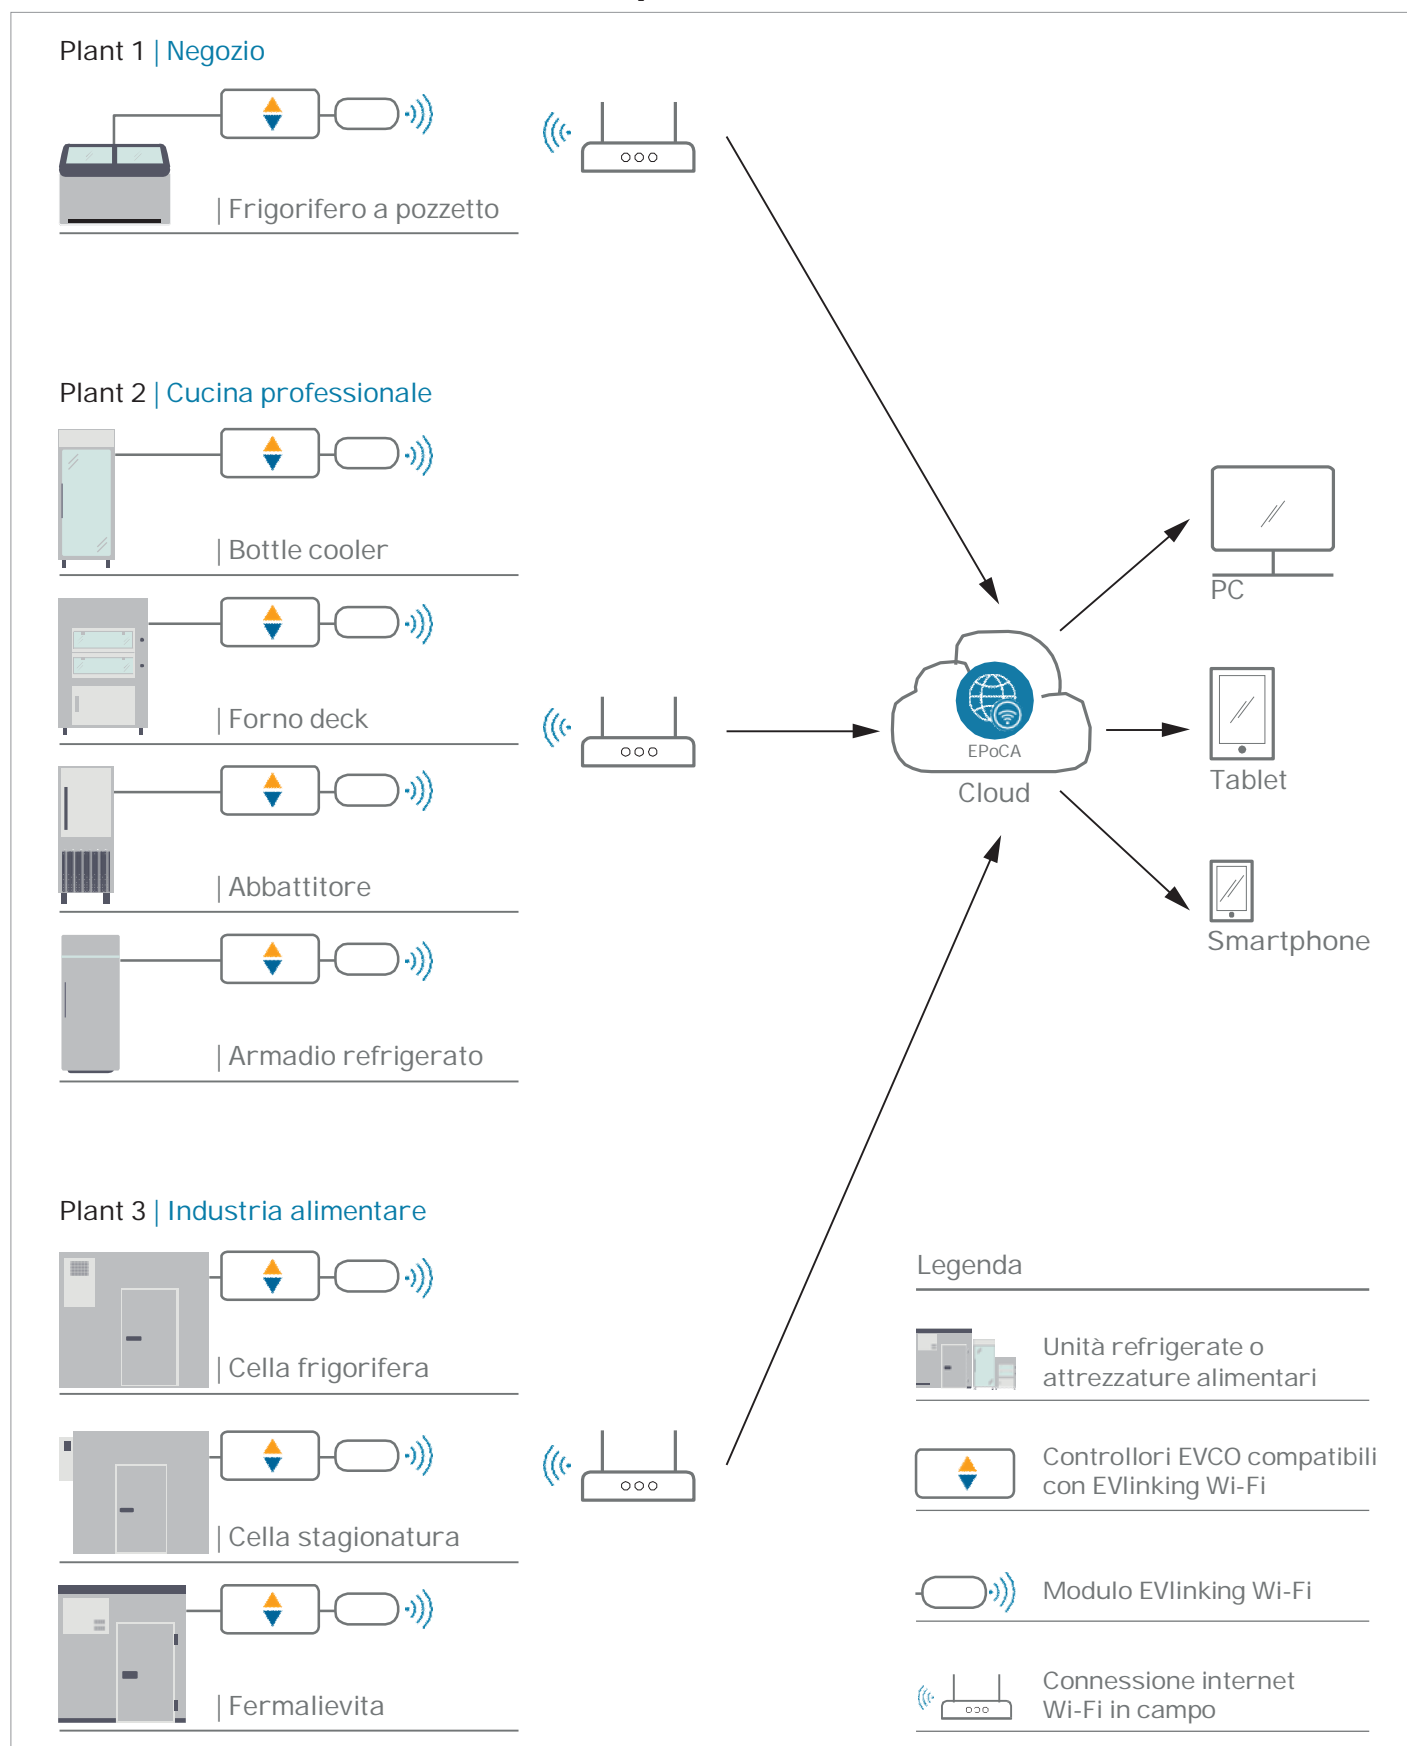 Plant 1 | Negozio
| Frigorifero a pozzetto
Plant 2 | Cucina professionale
| Bottle cooler
| Forno deck
| Abbattitore
| Armadio refrigerato
Plant 3 | Industria alimentare
| Cella frigorifera
| Cella stagionatura
| Fermalievita
EPoCA
Cloud
PC
Tablet
Smartphone
Legenda
Unità refrigerate o
attrezzature alimentari
Controllori EVCO compatibili
con EVlinking Wi-Fi
Modulo EVlinking Wi-Fi
Connessione internet
Wi-Fi in campo